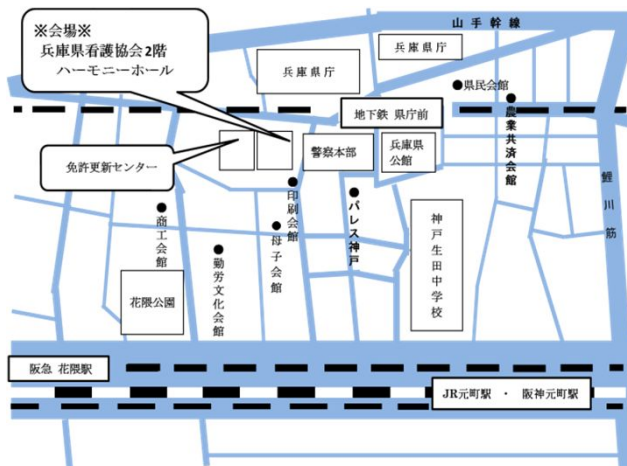 ※会場※
兵庫県看護協会2階
ハーモニーホール
山手幹線
兵庫県庁
兵庫県庁
●県民会館
地下鉄 県庁前
●農業共済会館
免許更新センター
警察本部
兵庫県
公館
鯉川筋
●印刷会館
●パレス神戸
●商工会館
●母子会館
●勤労文化会館
神戸生田中学校
花隈公園
阪急 花隈駅
JR元町駅 ・ 阪神元町駅